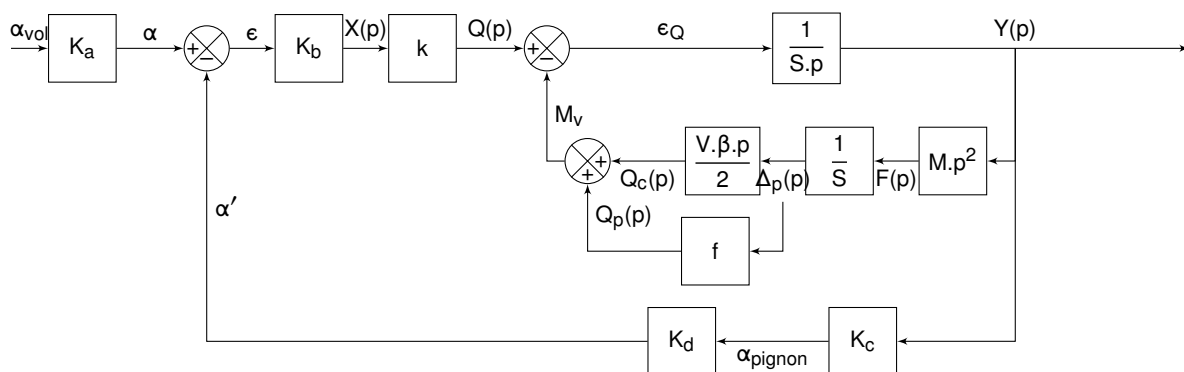 α_vol
K_a
α
+
−
ϵ
K_b
X(p)
k
Q(p)
+
−
ϵ_Q
1
S.p
Y(p)
M_v
+
+
Q_c(p)
V.β.p
2
Δ_p(p)
1
S
F(p)
M.p²
α′
Q_p(p)
f
K_d
α_pignon
K_c